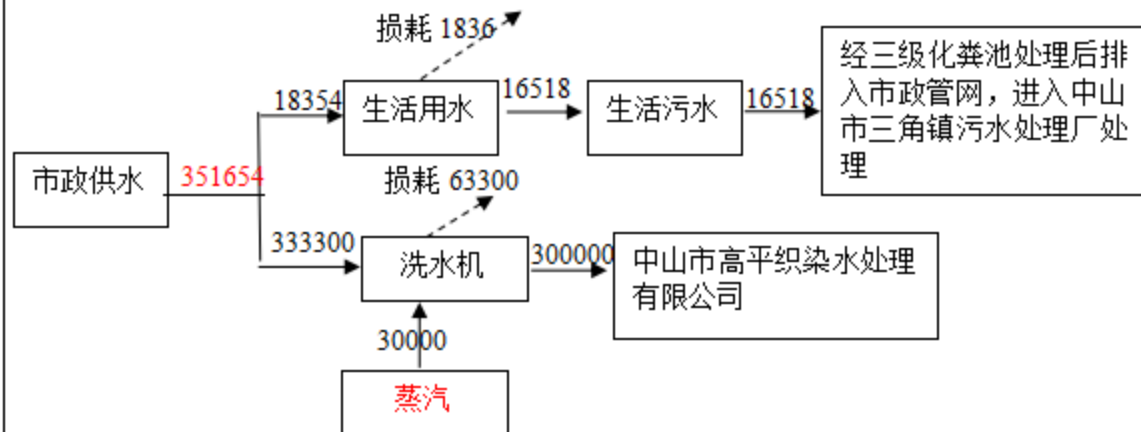 损耗 1836
18354
生活用水
16518
生活污水
16518
经三级化粪池处理后排
入市政管网，进入中山
市三角镇污水处理厂处
理
市政供水
351654
损耗 63300
333300
洗水机
300000
中山市高平织染水处理
有限公司
30000
蒸汽